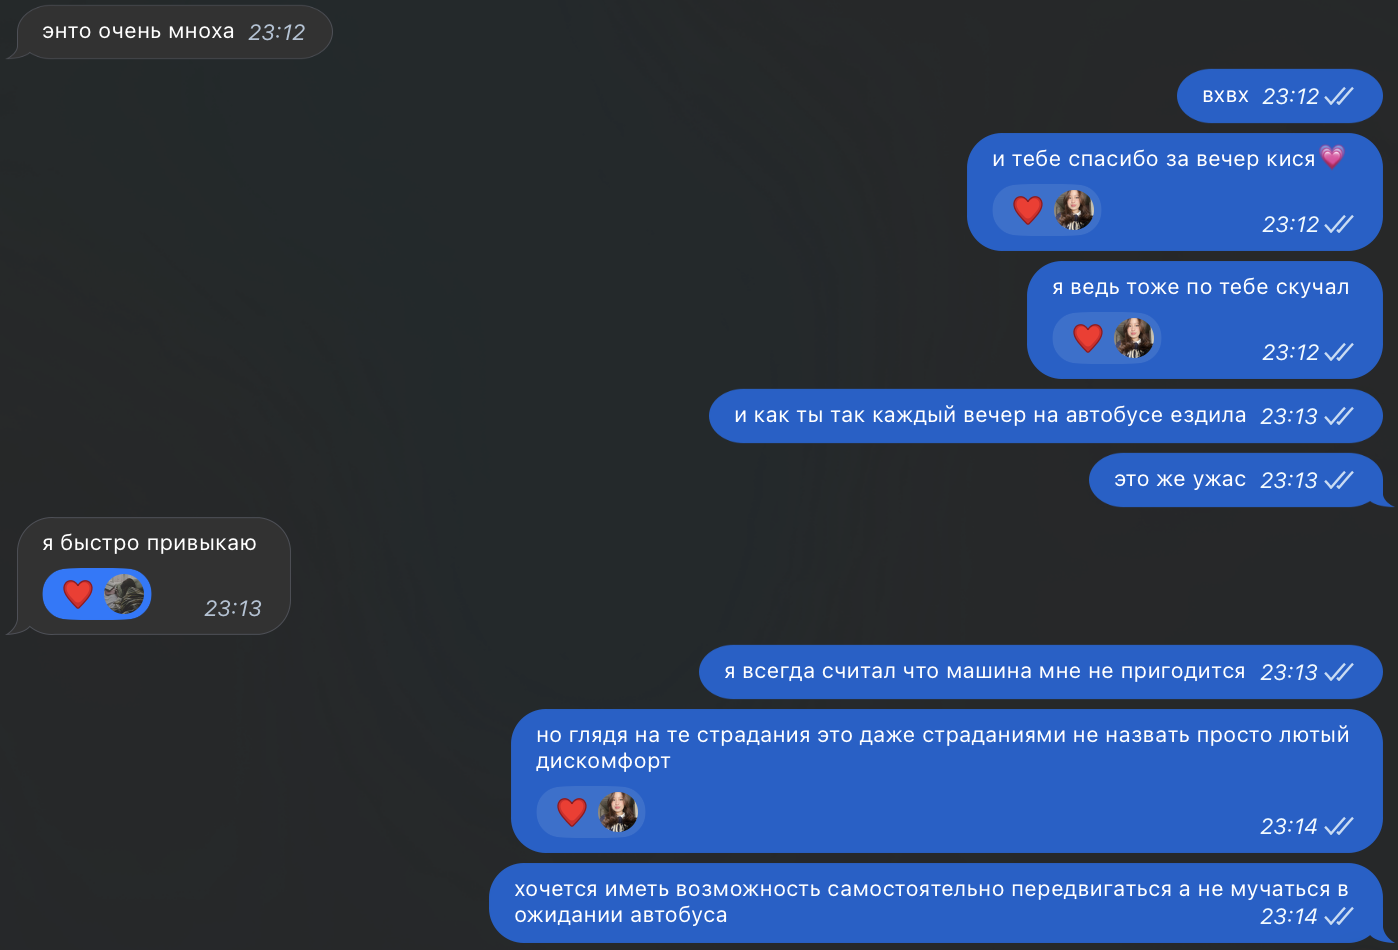 энто очень мноха 23:12
вхвх 23:12
и тебе спасибо за вечер кися💗
23:12
я ведь тоже по тебе скучал
23:12
и как ты так каждый вечер на автобусе ездила 23:13
это же ужас 23:13
я быстро привыкаю
23:13
я всегда считал что машина мне не пригодится 23:13
но глядя на те страдания это даже страданиями не назвать просто лютый
дискомфорт
23:14
хочется иметь возможность самостоятельно передвигаться а не мучаться в
ожидании автобуса 23:14